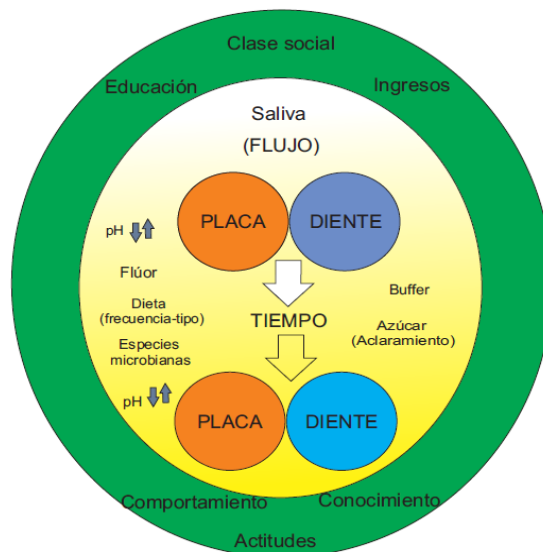 Clase social
Educación
Ingresos
Saliva
(FLUJO)
PLACA
DIENTE
pH
Flúor
Buffer
Dieta
(frecuencia-tipo)
TIEMPO
Azúcar
(Aclaramiento)
Especies
microbianas
pH
PLACA
DIENTE
Comportamiento
Conocimiento
Actitudes